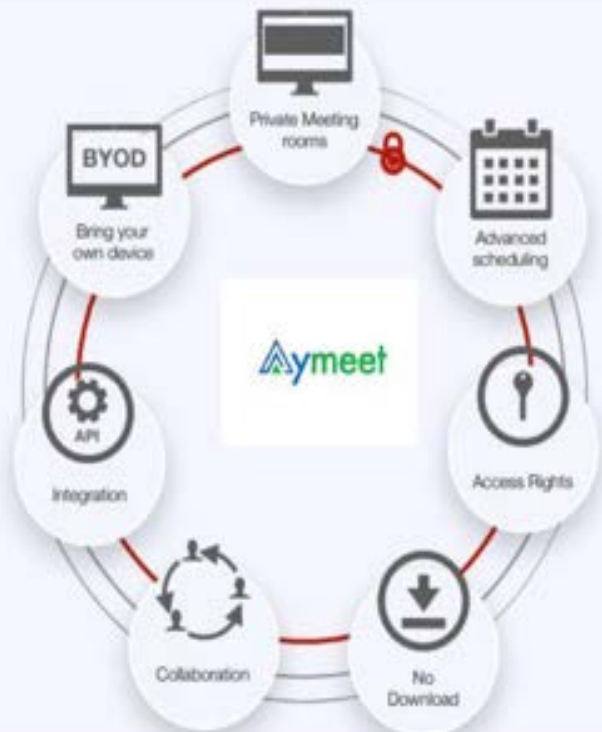 Private Meeting
rooms
BYOD
Bring your
own device
Advanced
scheduling
Aymeet
API
Integration
Access Rights
Collaboration
No
Download